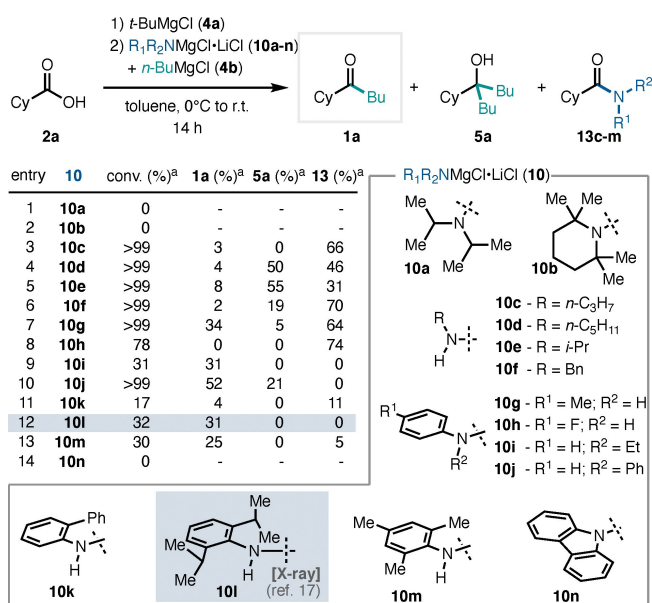 1) t-BuMgCl (4a)
2) R₁R₂NMgCl•LiCl (10a-n)
+ n-BuMgCl (4b)
toluene, 0°C to r.t.
14 h
O
Cy OH
2a
O
Cy Bu
1a
+
OH
Cy Bu
Bu
5a
+
O
Cy N R²
R¹
13c-m
entry 10 conv. (%)ᵃ 1a (%)ᵃ 5a (%)ᵃ 13 (%)ᵃ
1 10a 0 - - -
2 10b 0 - - -
3 10c >99 3 0 66
4 10d >99 4 50 46
5 10e >99 8 55 31
6 10f >99 2 19 70
7 10g >99 34 5 64
8 10h 78 0 0 74
9 10i 31 31 0 0
10 10j >99 52 21 0
11 10k 17 4 0 11
12 10l 32 31 0 0
13 10m 30 25 0 5
14 10n 0 - - -
R₁R₂NMgCl•LiCl (10)
Me
N
Me
Me Me
10a
Me Me
N
Me
Me
10b
R
N
H
10c - R = n-C₃H₇
10d - R = n-C₅H₁₁
10e - R = i-Pr
10f - R = Bn
R¹
N
R²
10g - R¹ = Me; R² = H
10h - R¹ = F; R² = H
10i - R¹ = H; R² = Et
10j - R¹ = H; R² = Ph
Ph
N
H
10k
Me
Me
Me N
Me H
[X-ray]
10l (ref. 17)
Me Me
N
Me H
10m
N
10n